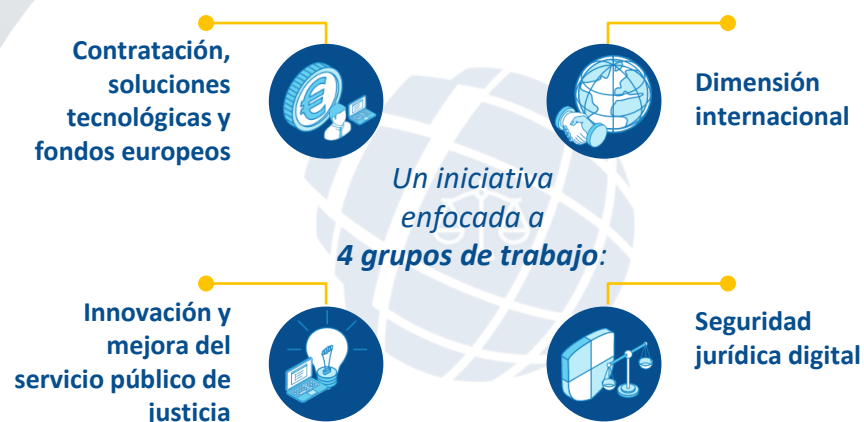 Contratación,
soluciones
tecnológicas y
fondos europeos
Dimensión
internacional
Un iniciativa
enfocada a
4 grupos de trabajo:
Innovación y
mejora del
servicio público de
justicia
Seguridad
jurídica digital